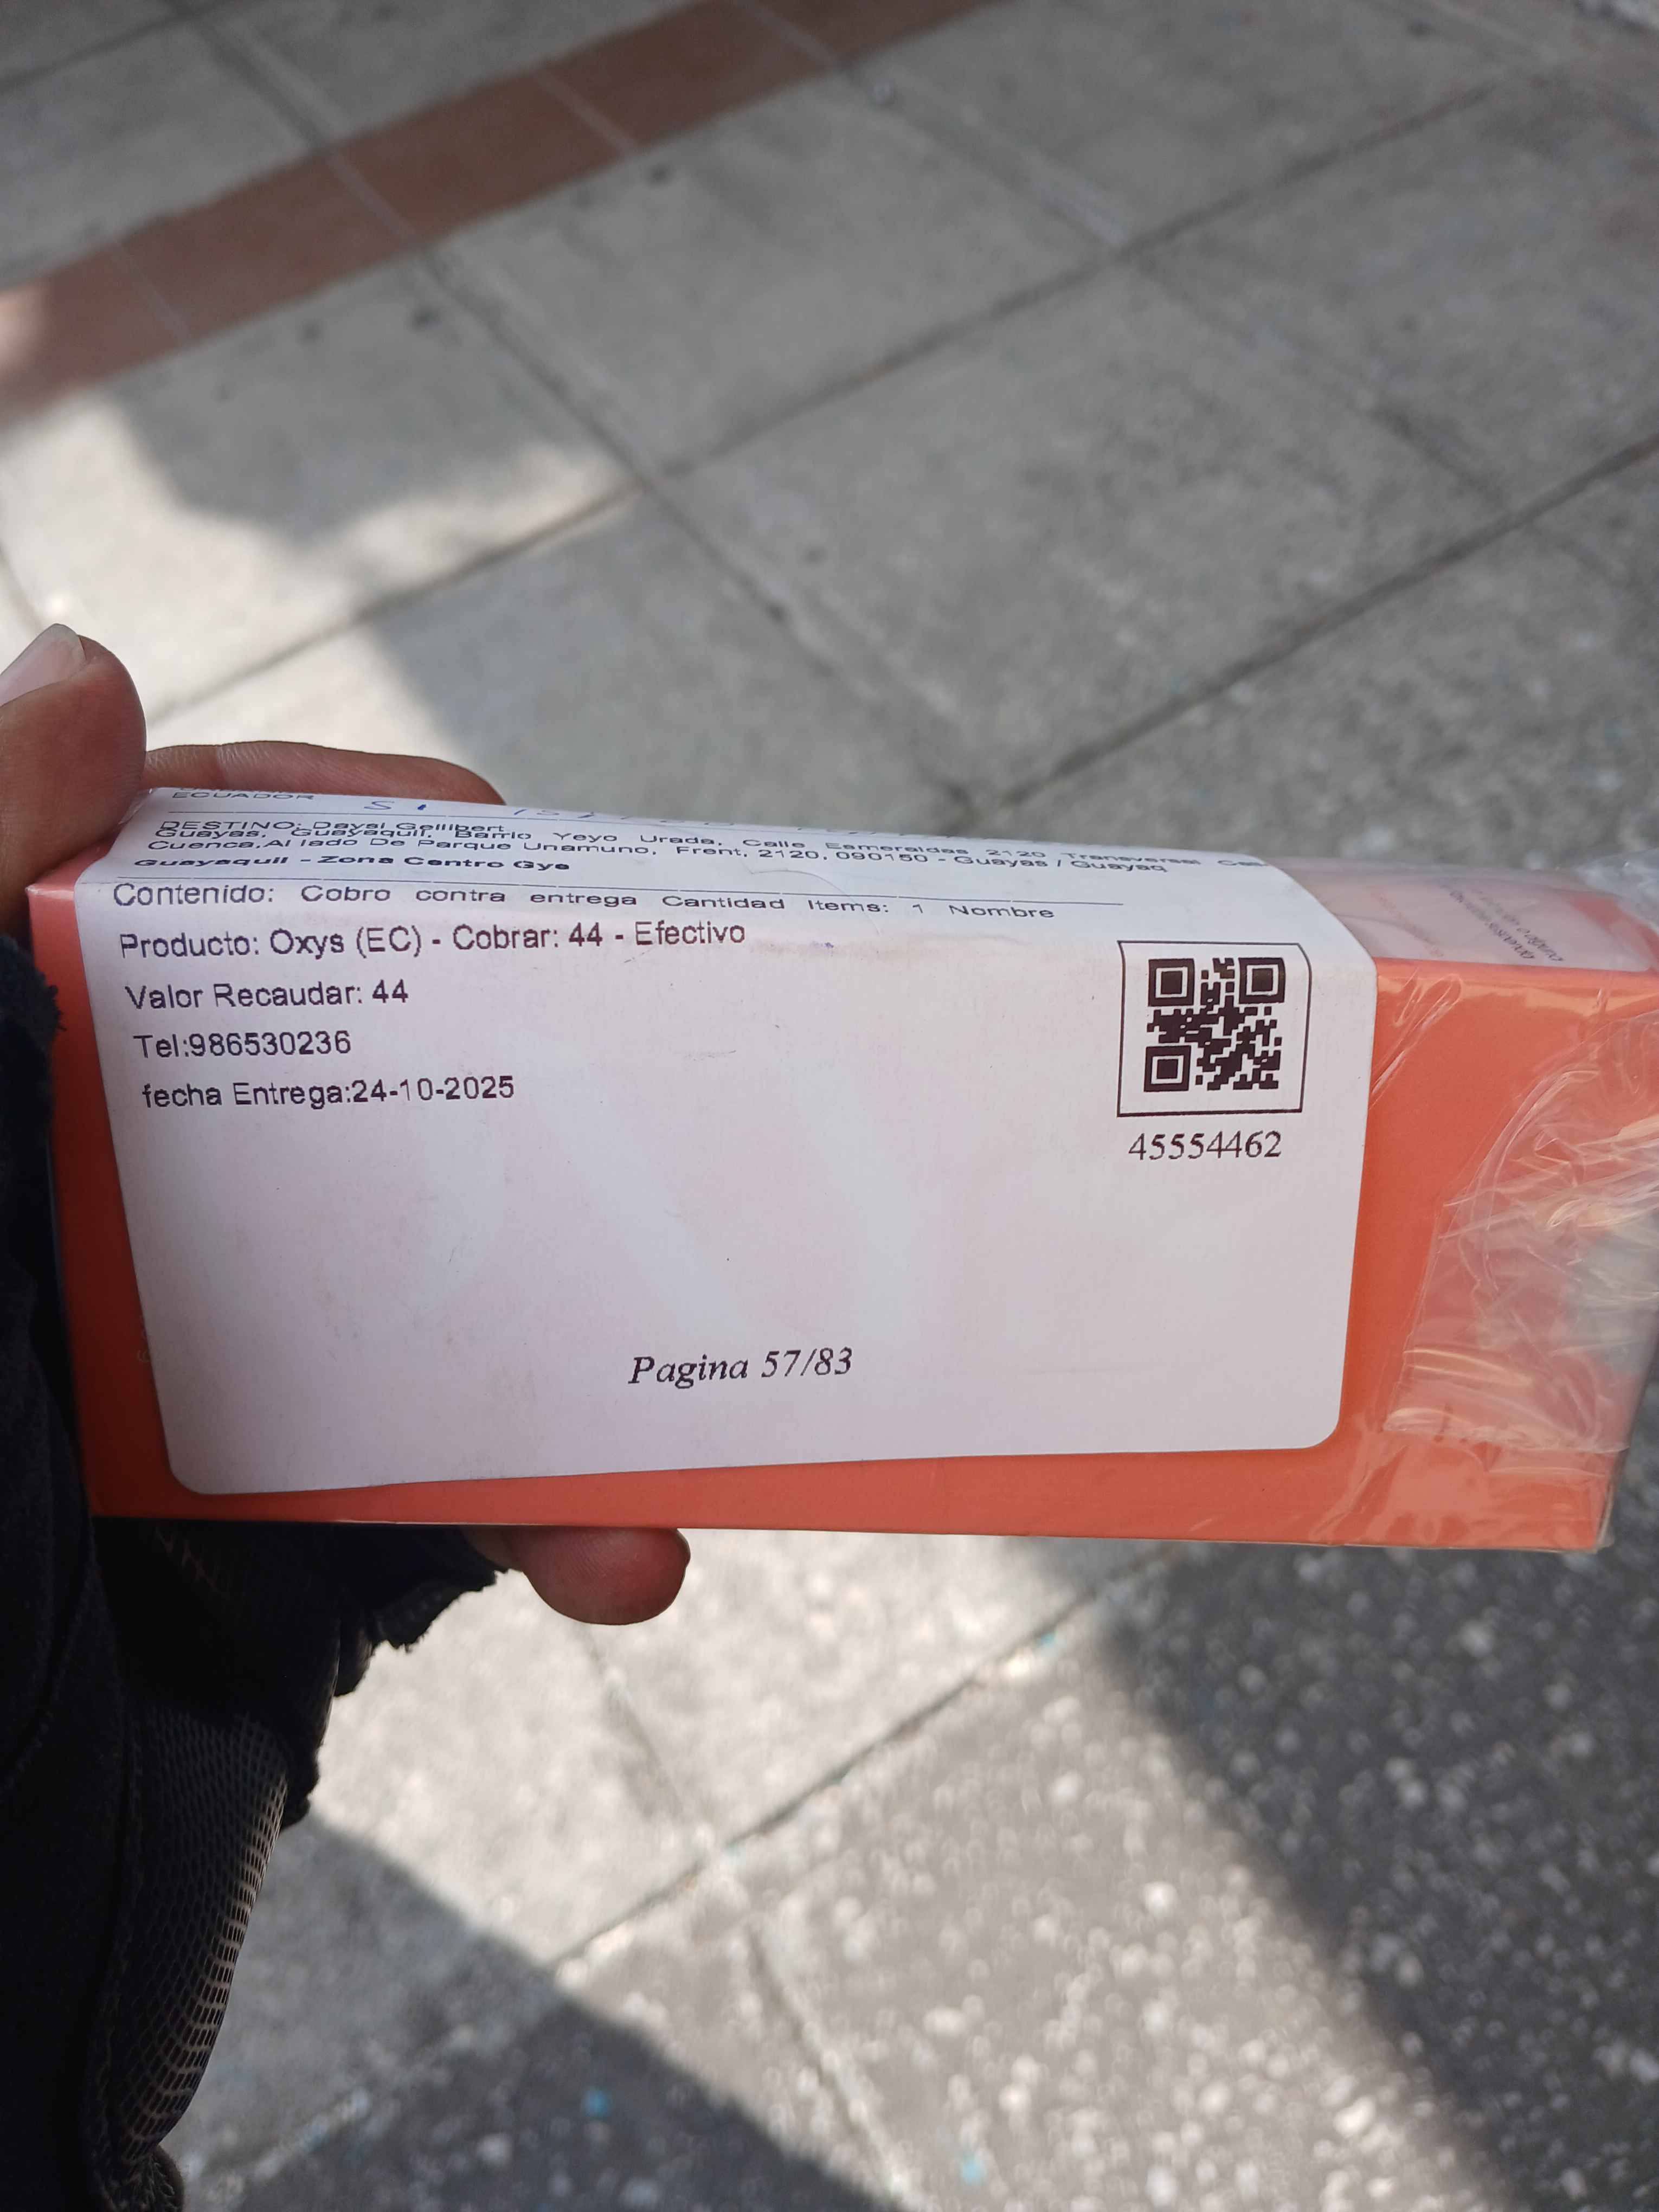 ECUADOR
DESTINO: Daysi Gellibert
Guayas, Guayaquil, Barrio Yeyo Urada, Calle Esmeraldas 2120 Transversal
Cuenca,Al lado De Parque Unamuno, Frent, 2120, 090150 - Guayas / Guayaq
Guayaquil - Zona Centro Gye
Contenido: Cobro contra entrega Cantidad Items: 1 Nombre
Producto: Oxys (EC) - Cobrar: 44 - Efectivo
Valor Recaudar: 44
Tel:986530236
fecha Entrega:24-10-2025
45554462
Pagina 57/83